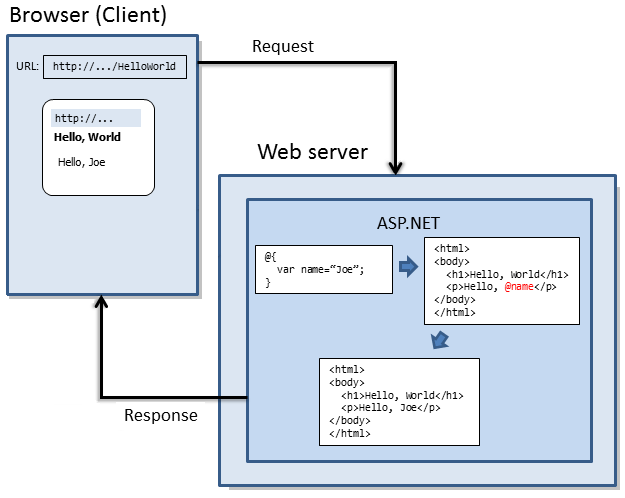 Browser (Client)
URL: http://.../HelloWorld
http://...
Hello, World
Hello, Joe
Request
Web server
ASP.NET
@{
var name=“Joe”;
}
<html>
<body>
<h1>Hello, World</h1>
<p>Hello, @name</p>
</body>
</html>
<html>
<body>
<h1>Hello, World</h1>
<p>Hello, Joe</p>
</body>
</html>
Response